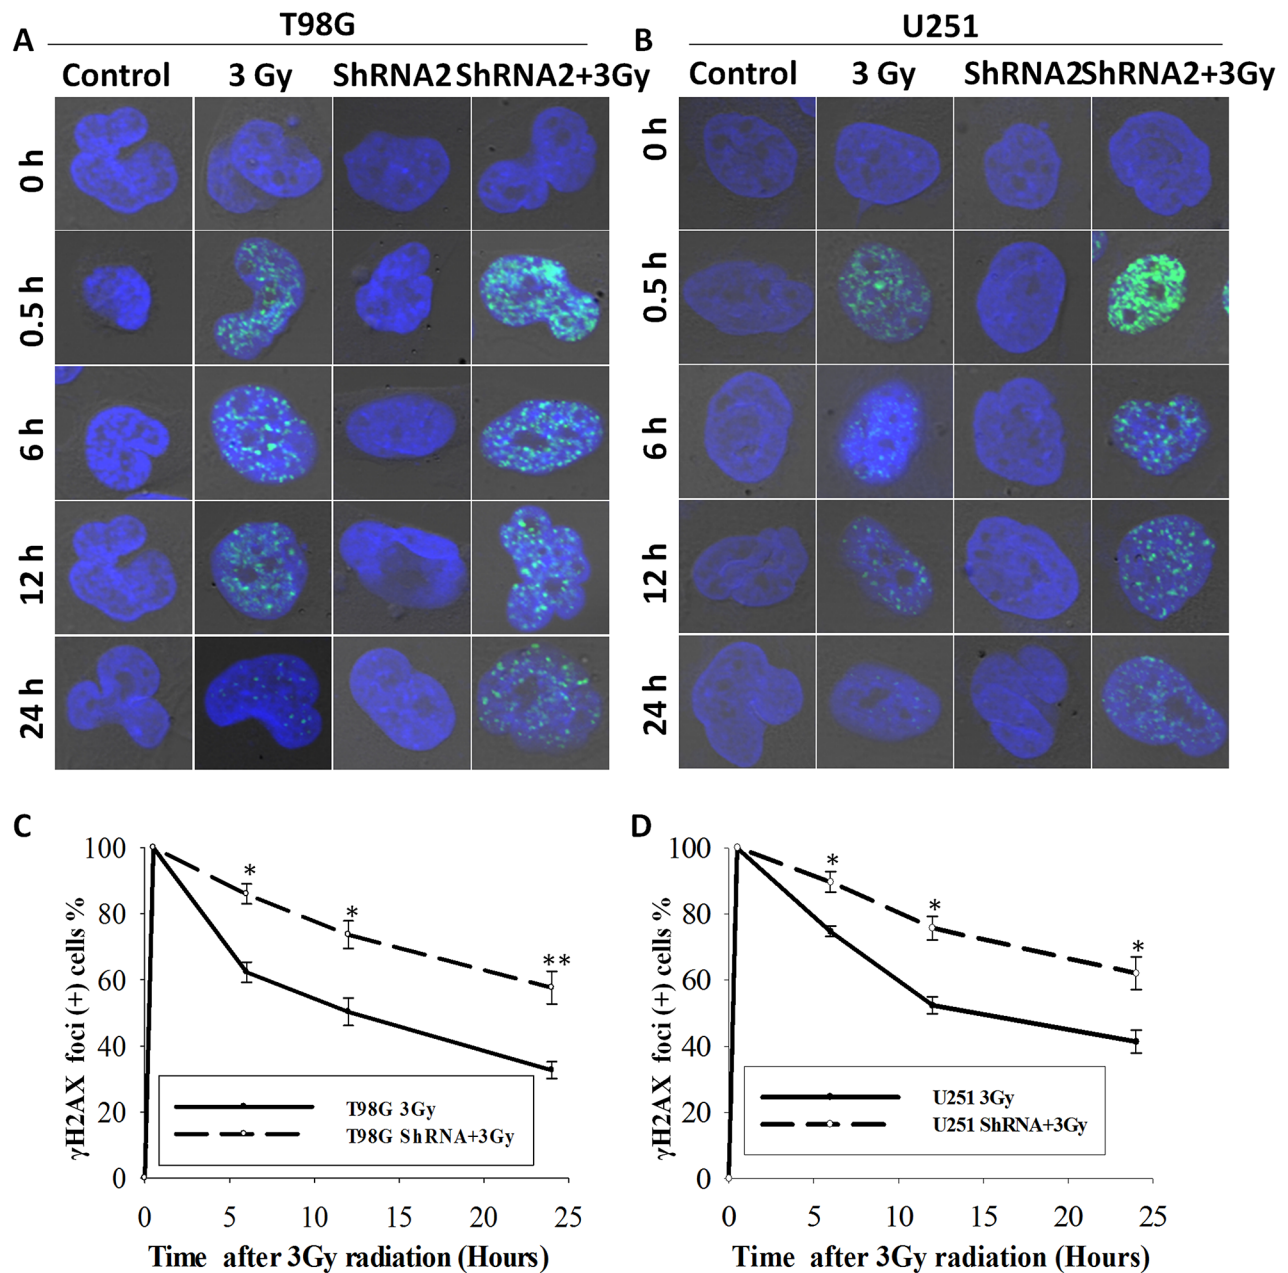 A
T98G
Control 3 Gy ShRNA2 ShRNA2+3Gy
0 h
0.5 h
6 h
12 h
24 h
B
U251
Control 3 Gy ShRNA2 ShRNA2+3Gy
0 h
0.5 h
6 h
12 h
24 h
C
γH2AX foci (+) cells %
100
80
60
40
20
0
*
*
**
T98G 3Gy
T98G ShRNA+3Gy
0 5 10 15 20 25
Time after 3Gy radiation (Hours)
D
γH2AX foci (+) cells %
100
80
60
40
20
0
*
*
*
U251 3Gy
U251 ShRNA+3Gy
0 5 10 15 20 25
Time after 3Gy radiation (Hours)